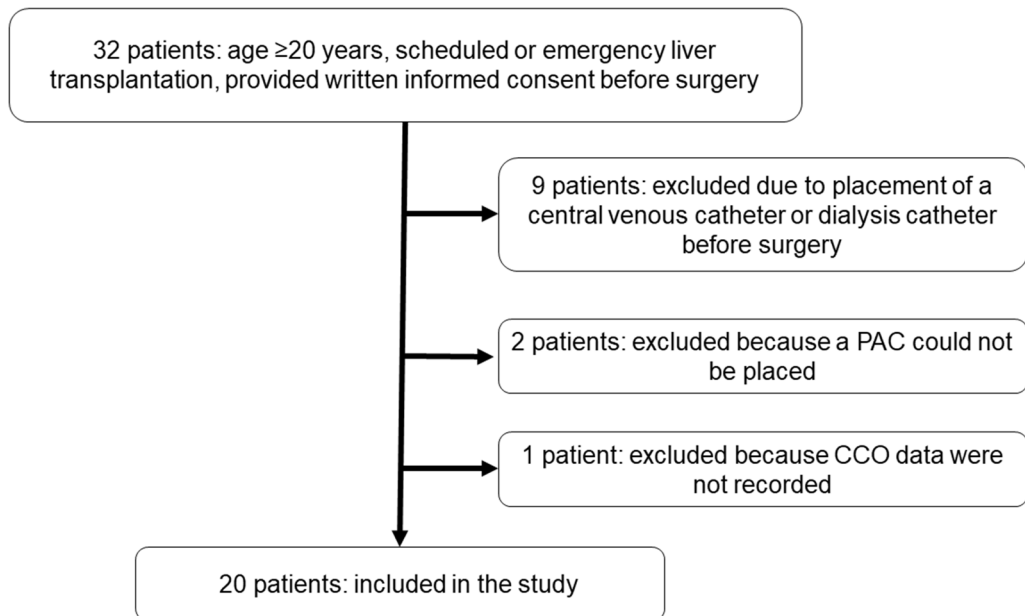 32 patients: age ≥20 years, scheduled or emergency liver
transplantation, provided written informed consent before surgery
9 patients: excluded due to placement of a
central venous catheter or dialysis catheter
before surgery
2 patients: excluded because a PAC could not
be placed
1 patient: excluded because CCO data were
not recorded
20 patients: included in the study